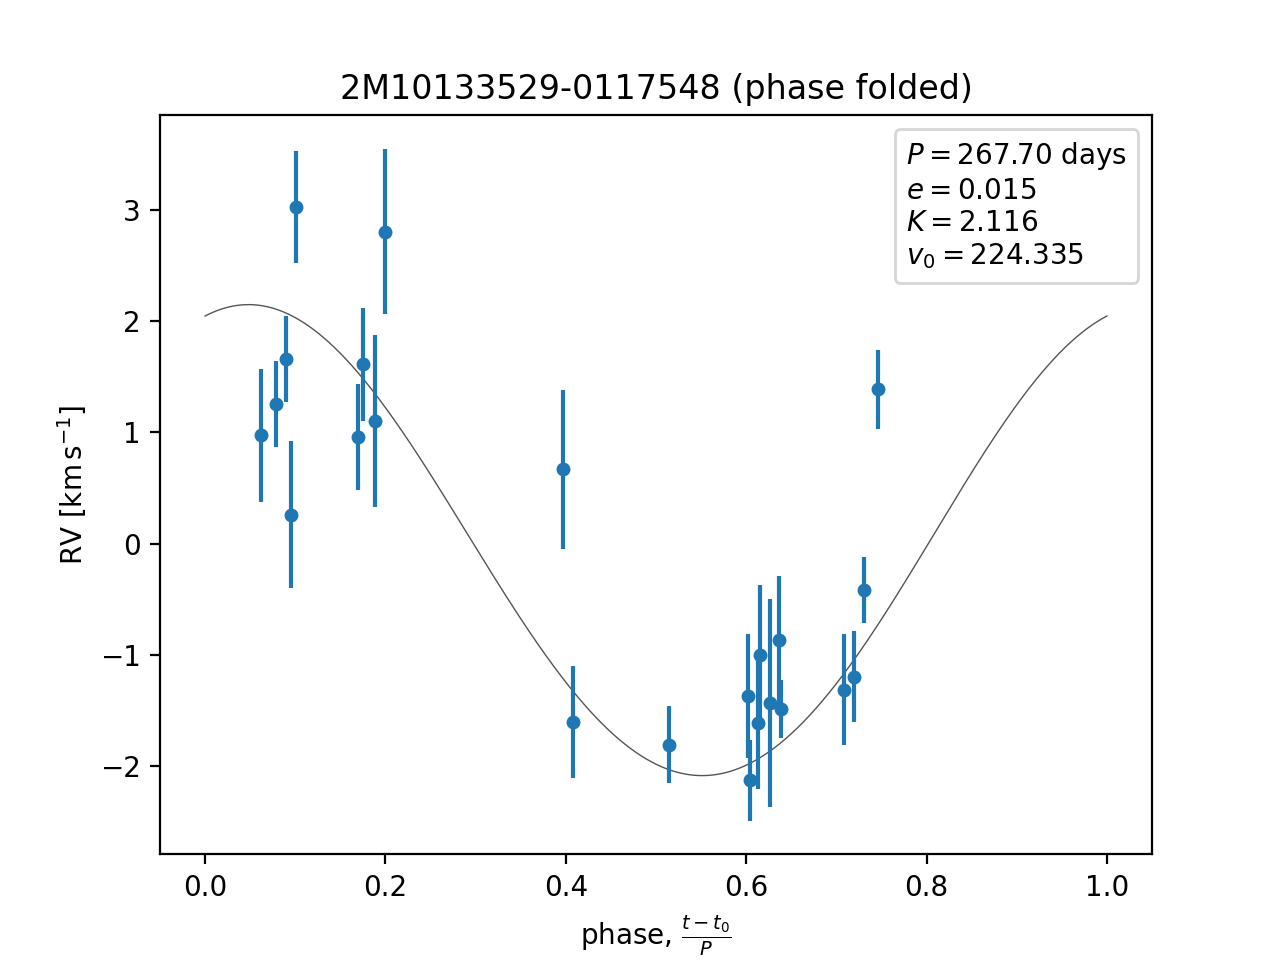 2M10133529-0117548 (phase folded)
P = 267.70 days
e = 0.015
K = 2.116
v₀ = 224.335
RV [km s⁻¹]
3
2
1
0
−1
−2
0.0 0.2 0.4 0.6 0.8 1.0
phase, (t − t₀)/P